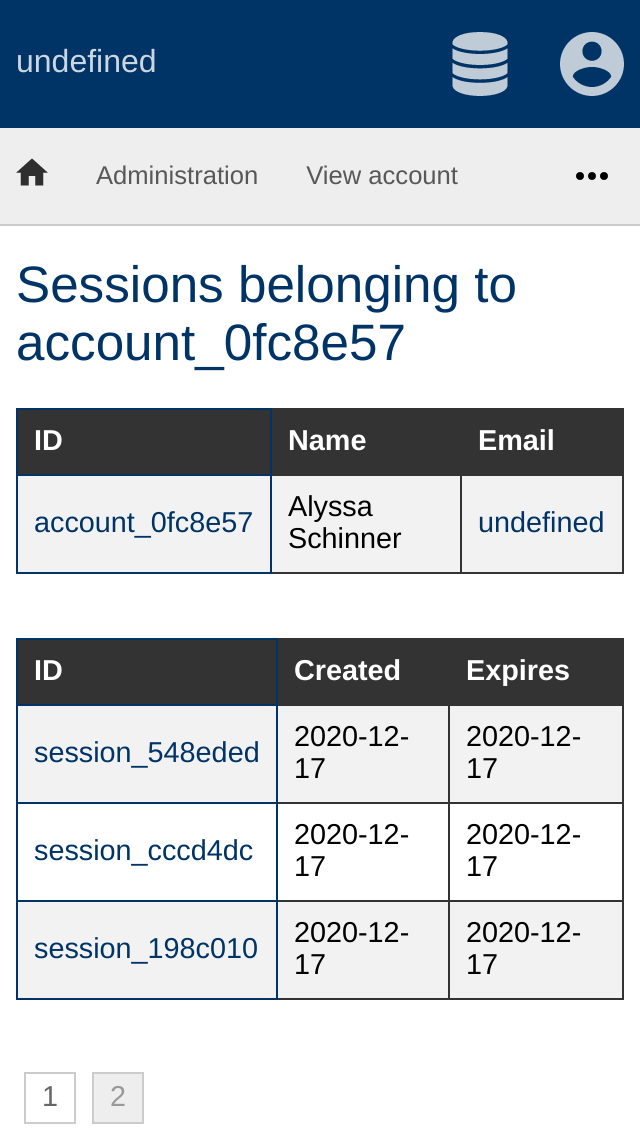 undefined
Administration View account
Sessions belonging to
account_0fc8e57
ID Name Email
account_0fc8e57 Alyssa Schinner undefined
ID Created Expires
session_548eded 2020-12-17 2020-12-17
session_cccd4dc 2020-12-17 2020-12-17
session_198c010 2020-12-17 2020-12-17
1 2